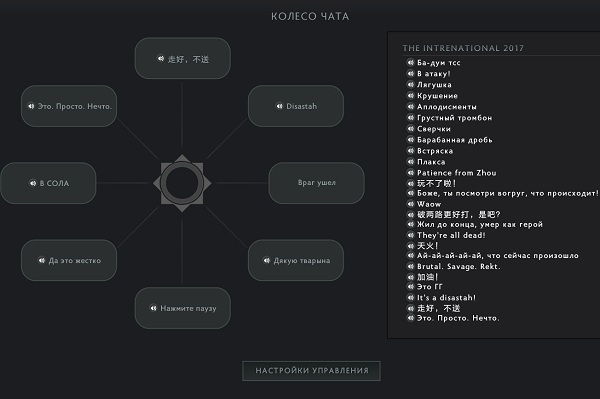 КОЛЕСО ЧАТА
走好，不送
Это. Просто. Нечто.
Disastah
В СОЛА
Враг ушел
Да это жестко
Дякую тварына
Нажмите паузу
НАСТРОЙКИ УПРАВЛЕНИЯ
THE INTRENATIONAL 2017
Ба-дум тсс
В атаку!
Лягушка
Крушение
Аплодисменты
Грустный тромбон
Сверчки
Барабанная дробь
Встряска
Плакса
Patience from Zhou
玩不了啦！
Боже, ты посмотри вогруг, что происходит!
Waow
破两路更好打，是吧？
Жил до конца, умер как герой
They're all dead!
天火！
Ай-ай-ай-ай-ай, что сейчас произошло
Brutal. Savage. Rekt.
加油！
Это ГГ
It's a disastah!
走好，不送
Это. Просто. Нечто.